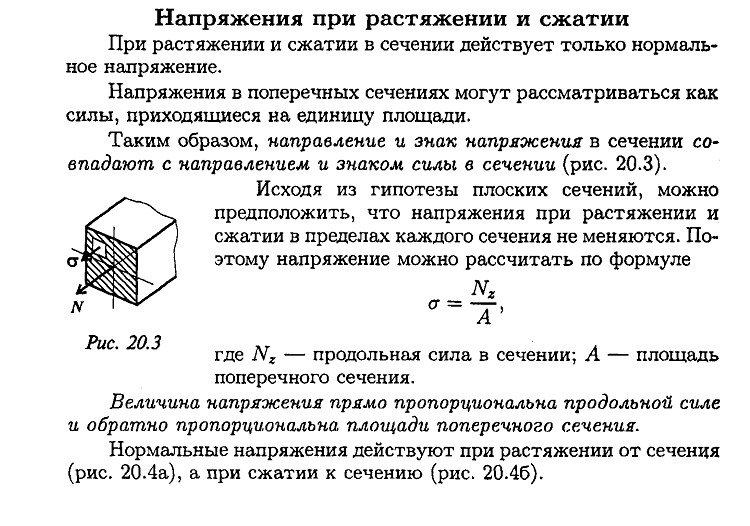 Напряжения при растяжении и сжатии
При растяжении и сжатии в сечении действует только нормаль-
ное напряжение.
Напряжения в поперечных сечениях могут рассматриваться как
силы, приходящиеся на единицу площади.
Таким образом, направление и знак напряжения в сечении со-
впадают с направлением и знаком силы в сечении (рис. 20.3).
Исходя из гипотезы плоских сечений, можно
предположить, что напряжения при растяжении и
сжатии в пределах каждого сечения не меняются. По-
этому напряжение можно рассчитать по формуле
σ = N_z / A,
σ
N
Рис. 20.3
где N_z — продольная сила в сечении; A — площадь
поперечного сечения.
Величина напряжения прямо пропорциональна продольной силе
и обратно пропорциональна площади поперечного сечения.
Нормальные напряжения действуют при растяжении от сечения
(рис. 20.4а), а при сжатии к сечению (рис. 20.4б).